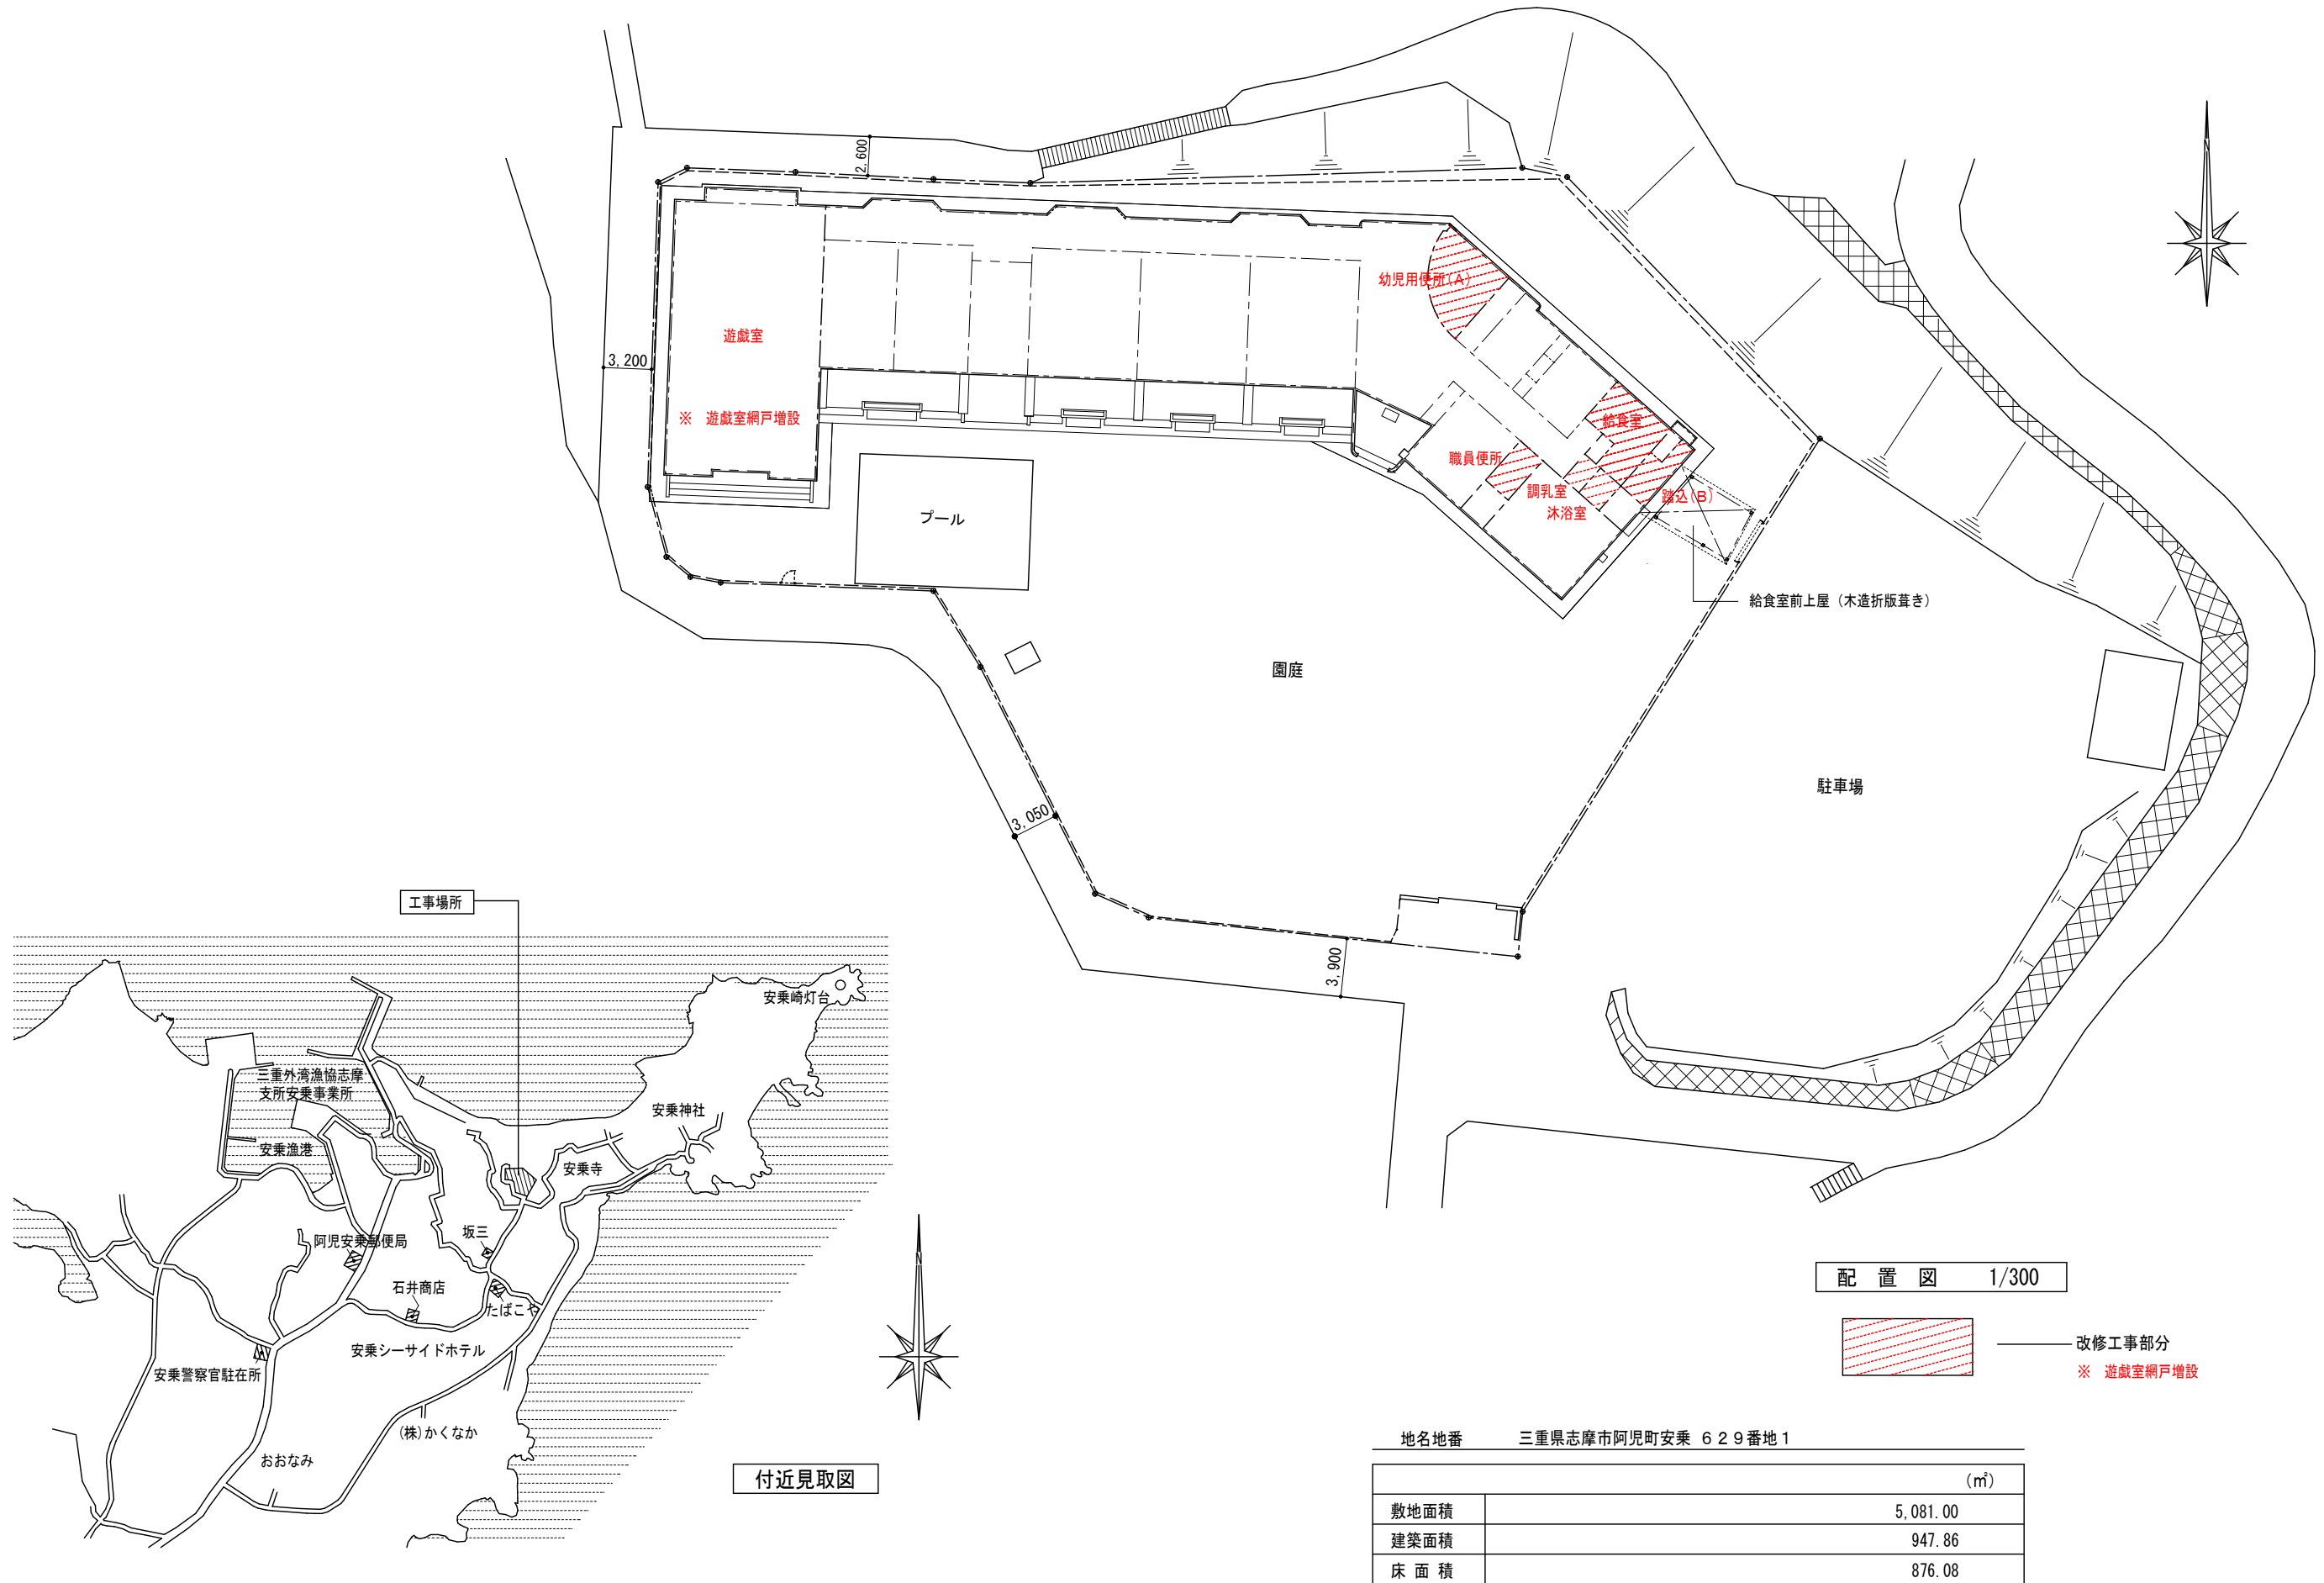 2,600
幼児用便所(A)
遊戯室
3,200
※ 遊戯室網戸増設
給食室
職員便所
調乳室
踏込(B)
沐浴室
プール
給食室前上屋（木造折版葺き）
園庭
駐車場
3,050
3,900
工事場所
安乗崎灯台
三重外湾漁協志摩
支所安乗事業所
安乗神社
安乗漁港
安乗寺
坂三
阿児安乗郵便局
石井商店
たばこや
安乗シーサイドホテル
安乗警察官駐在所
(株)かくなか
おおなみ
付近見取図
N
N
配 置 図 1/300
改修工事部分
※ 遊戯室網戸増設
地名地番 三重県志摩市阿児町安乗 ６２９番地１
(㎡)
敷地面積 5,081.00
建築面積 947.86
床 面 積 876.08